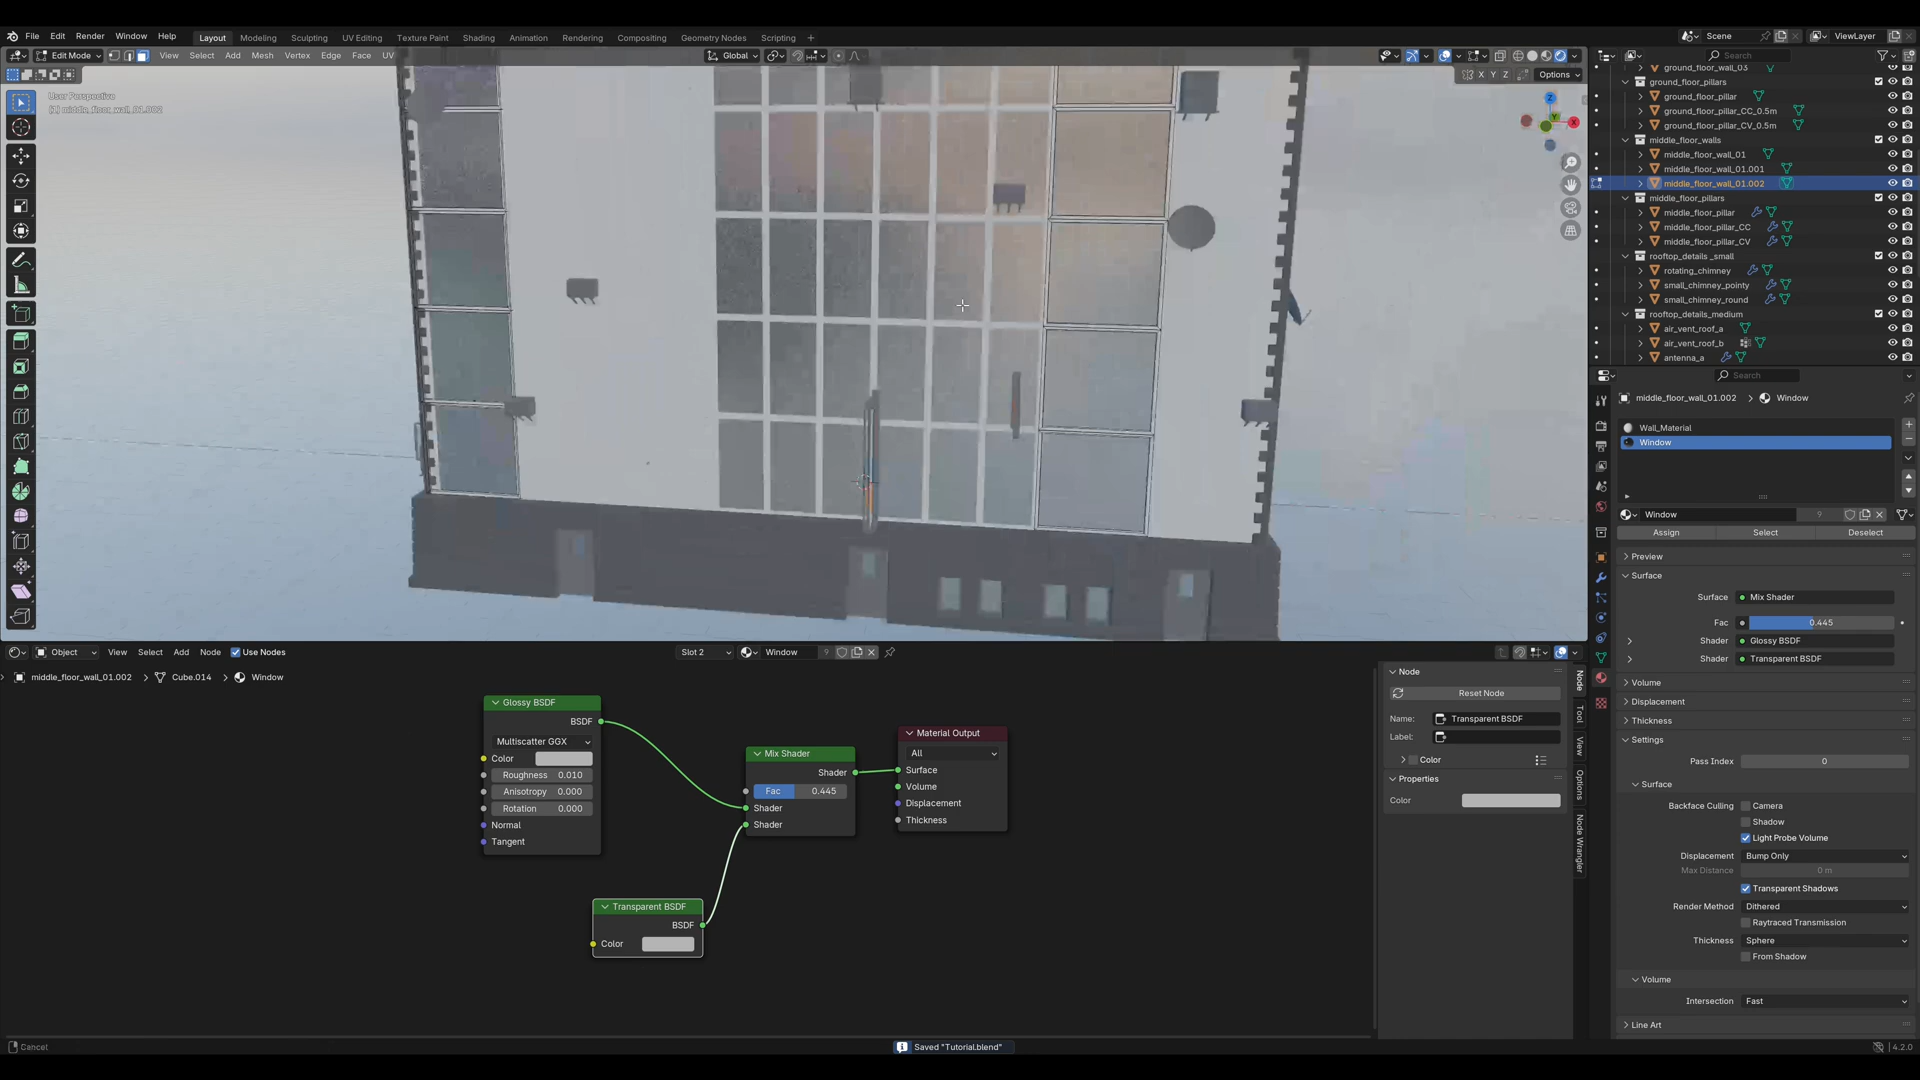 File Edit Render Window Help Layout Modeling Sculpting UV Editing Texture Paint Shading Animation Rendering Compositing Geometry Nodes Scripting + Scene ViewLayer
Edit Mode View Select Add Mesh Vertex Edge Face UV Global Search
X Y Z Options
User Perspective
(1) middle_floor_wall_01.002
Z
Y
X
ground_floor_wall_03
ground_floor_pillars
ground_floor_pillar
ground_floor_pillar_CC_0.5m
ground_floor_pillar_CV_0.5m
middle_floor_walls
middle_floor_wall_01
middle_floor_wall_01.001
middle_floor_wall_01.002
middle_floor_pillars
middle_floor_pillar
middle_floor_pillar_CC
middle_floor_pillar_CV
rooftop_details _small
rotating_chimney
small_chimney_pointy
small_chimney_round
rooftop_details_medium
air_vent_roof_a
air_vent_roof_b
antenna_a
Search
middle_floor_wall_01.002 Window
Wall_Material
Window
Window 9
Assign Select Deselect
Preview
Surface
Surface Mix Shader
Fac 0.445
Shader Glossy BSDF
Shader Transparent BSDF
Volume
Displacement
Thickness
Settings
Pass Index 0
Surface
Backface Culling Camera
Shadow
Light Probe Volume
Displacement Bump Only
Max Distance 0 m
Transparent Shadows
Render Method Dithered
Raytraced Transmission
Thickness Sphere
From Shadow
Volume
Intersection Fast
Line Art
Object View Select Add Node Use Nodes Slot 2 Window 9
middle_floor_wall_01.002 Cube.014 Window
Glossy BSDF
BSDF
Multiscatter GGX
Color
Roughness 0.010
Anisotropy 0.000
Rotation 0.000
Normal
Tangent
Mix Shader
Shader
Fac 0.445
Shader
Shader
Material Output
All
Surface
Volume
Displacement
Thickness
Transparent BSDF
BSDF
Color
Node
Reset Node
Name: Transparent BSDF
Label:
Color
Properties
Color
Node
Tool
View
Options
Node Wrangler
Cancel Saved "Tutorial.blend" 4.2.0